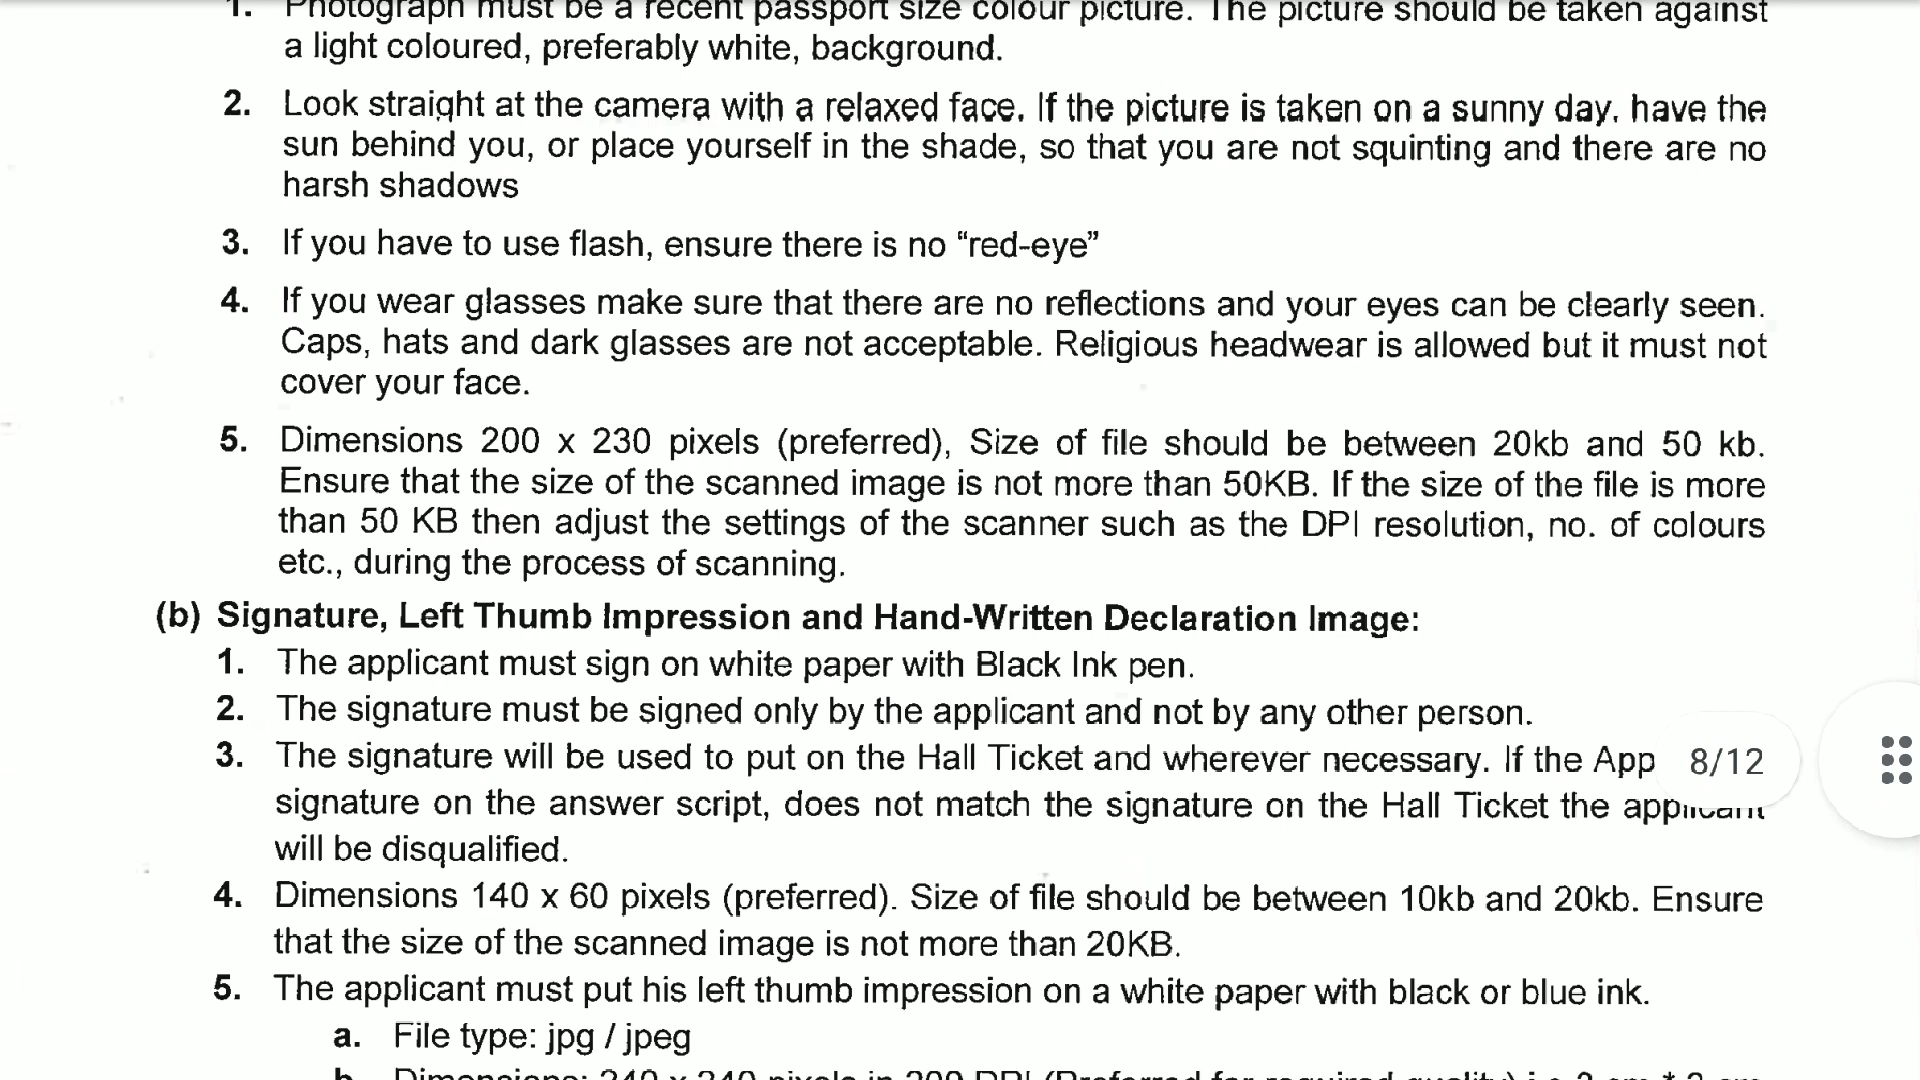 1. Photograph must be a recent passport size colour picture. The picture should be taken against
a light coloured, preferably white, background.
2. Look straight at the camera with a relaxed face. If the picture is taken on a sunny day, have the
sun behind you, or place yourself in the shade, so that you are not squinting and there are no
harsh shadows
3. If you have to use flash, ensure there is no “red-eye”
4. If you wear glasses make sure that there are no reflections and your eyes can be clearly seen.
Caps, hats and dark glasses are not acceptable. Religious headwear is allowed but it must not
cover your face.
5. Dimensions 200 x 230 pixels (preferred), Size of file should be between 20kb and 50 kb.
Ensure that the size of the scanned image is not more than 50KB. If the size of the file is more
than 50 KB then adjust the settings of the scanner such as the DPI resolution, no. of colours
etc., during the process of scanning.
(b) Signature, Left Thumb Impression and Hand-Written Declaration Image:
1. The applicant must sign on white paper with Black Ink pen.
2. The signature must be signed only by the applicant and not by any other person.
3. The signature will be used to put on the Hall Ticket and wherever necessary. If the App
8/12
signature on the answer script, does not match the signature on the Hall Ticket the applicant
will be disqualified.
4. Dimensions 140 x 60 pixels (preferred). Size of file should be between 10kb and 20kb. Ensure
that the size of the scanned image is not more than 20KB.
5. The applicant must put his left thumb impression on a white paper with black or blue ink.
a. File type: jpg / jpeg
b. Dimensions: 240 x 240 pixels in 200 DPI (Preferred for required quality) i.e 3 cm * 3 cm